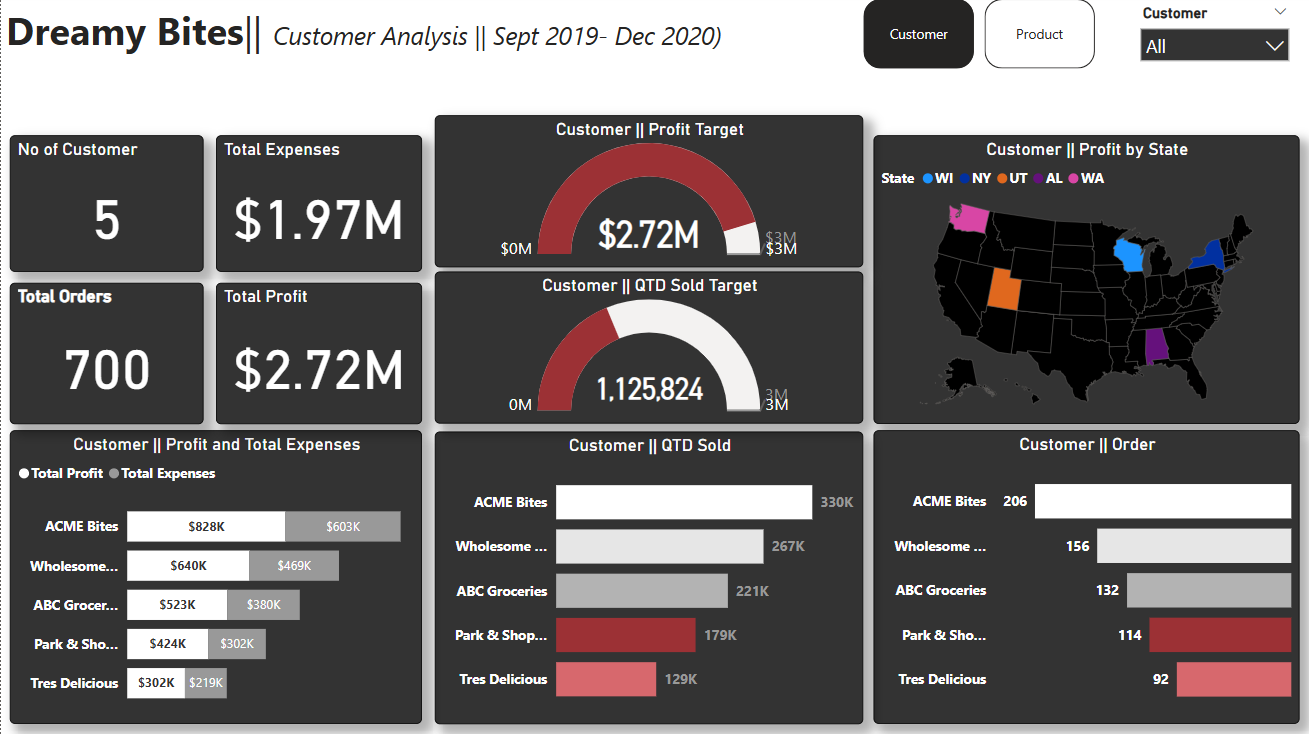 Dreamy Bites|| Customer Analysis || Sept 2019- Dec 2020)
Customer
Product
Customer
All
No of Customer
5
Total Expenses
$1.97M
Total Orders
700
Total Profit
$2.72M
Customer || Profit Target
$2.72M
$0M
$3M
$3M
Customer || QTD Sold Target
1,125,824
0M
3M
3M
Customer || Profit by State
State WI NY UT AL WA
Customer || Profit and Total Expenses
Total Profit Total Expenses
ACME Bites $828K $603K
Wholesome... $640K $469K
ABC Grocer... $523K $380K
Park & Sho... $424K $302K
Tres Delicious $302K $219K
Customer || QTD Sold
ACME Bites 330K
Wholesome ... 267K
ABC Groceries 221K
Park & Shop... 179K
Tres Delicious 129K
Customer || Order
ACME Bites 206
Wholesome ... 156
ABC Groceries 132
Park & Sho... 114
Tres Delicious 92